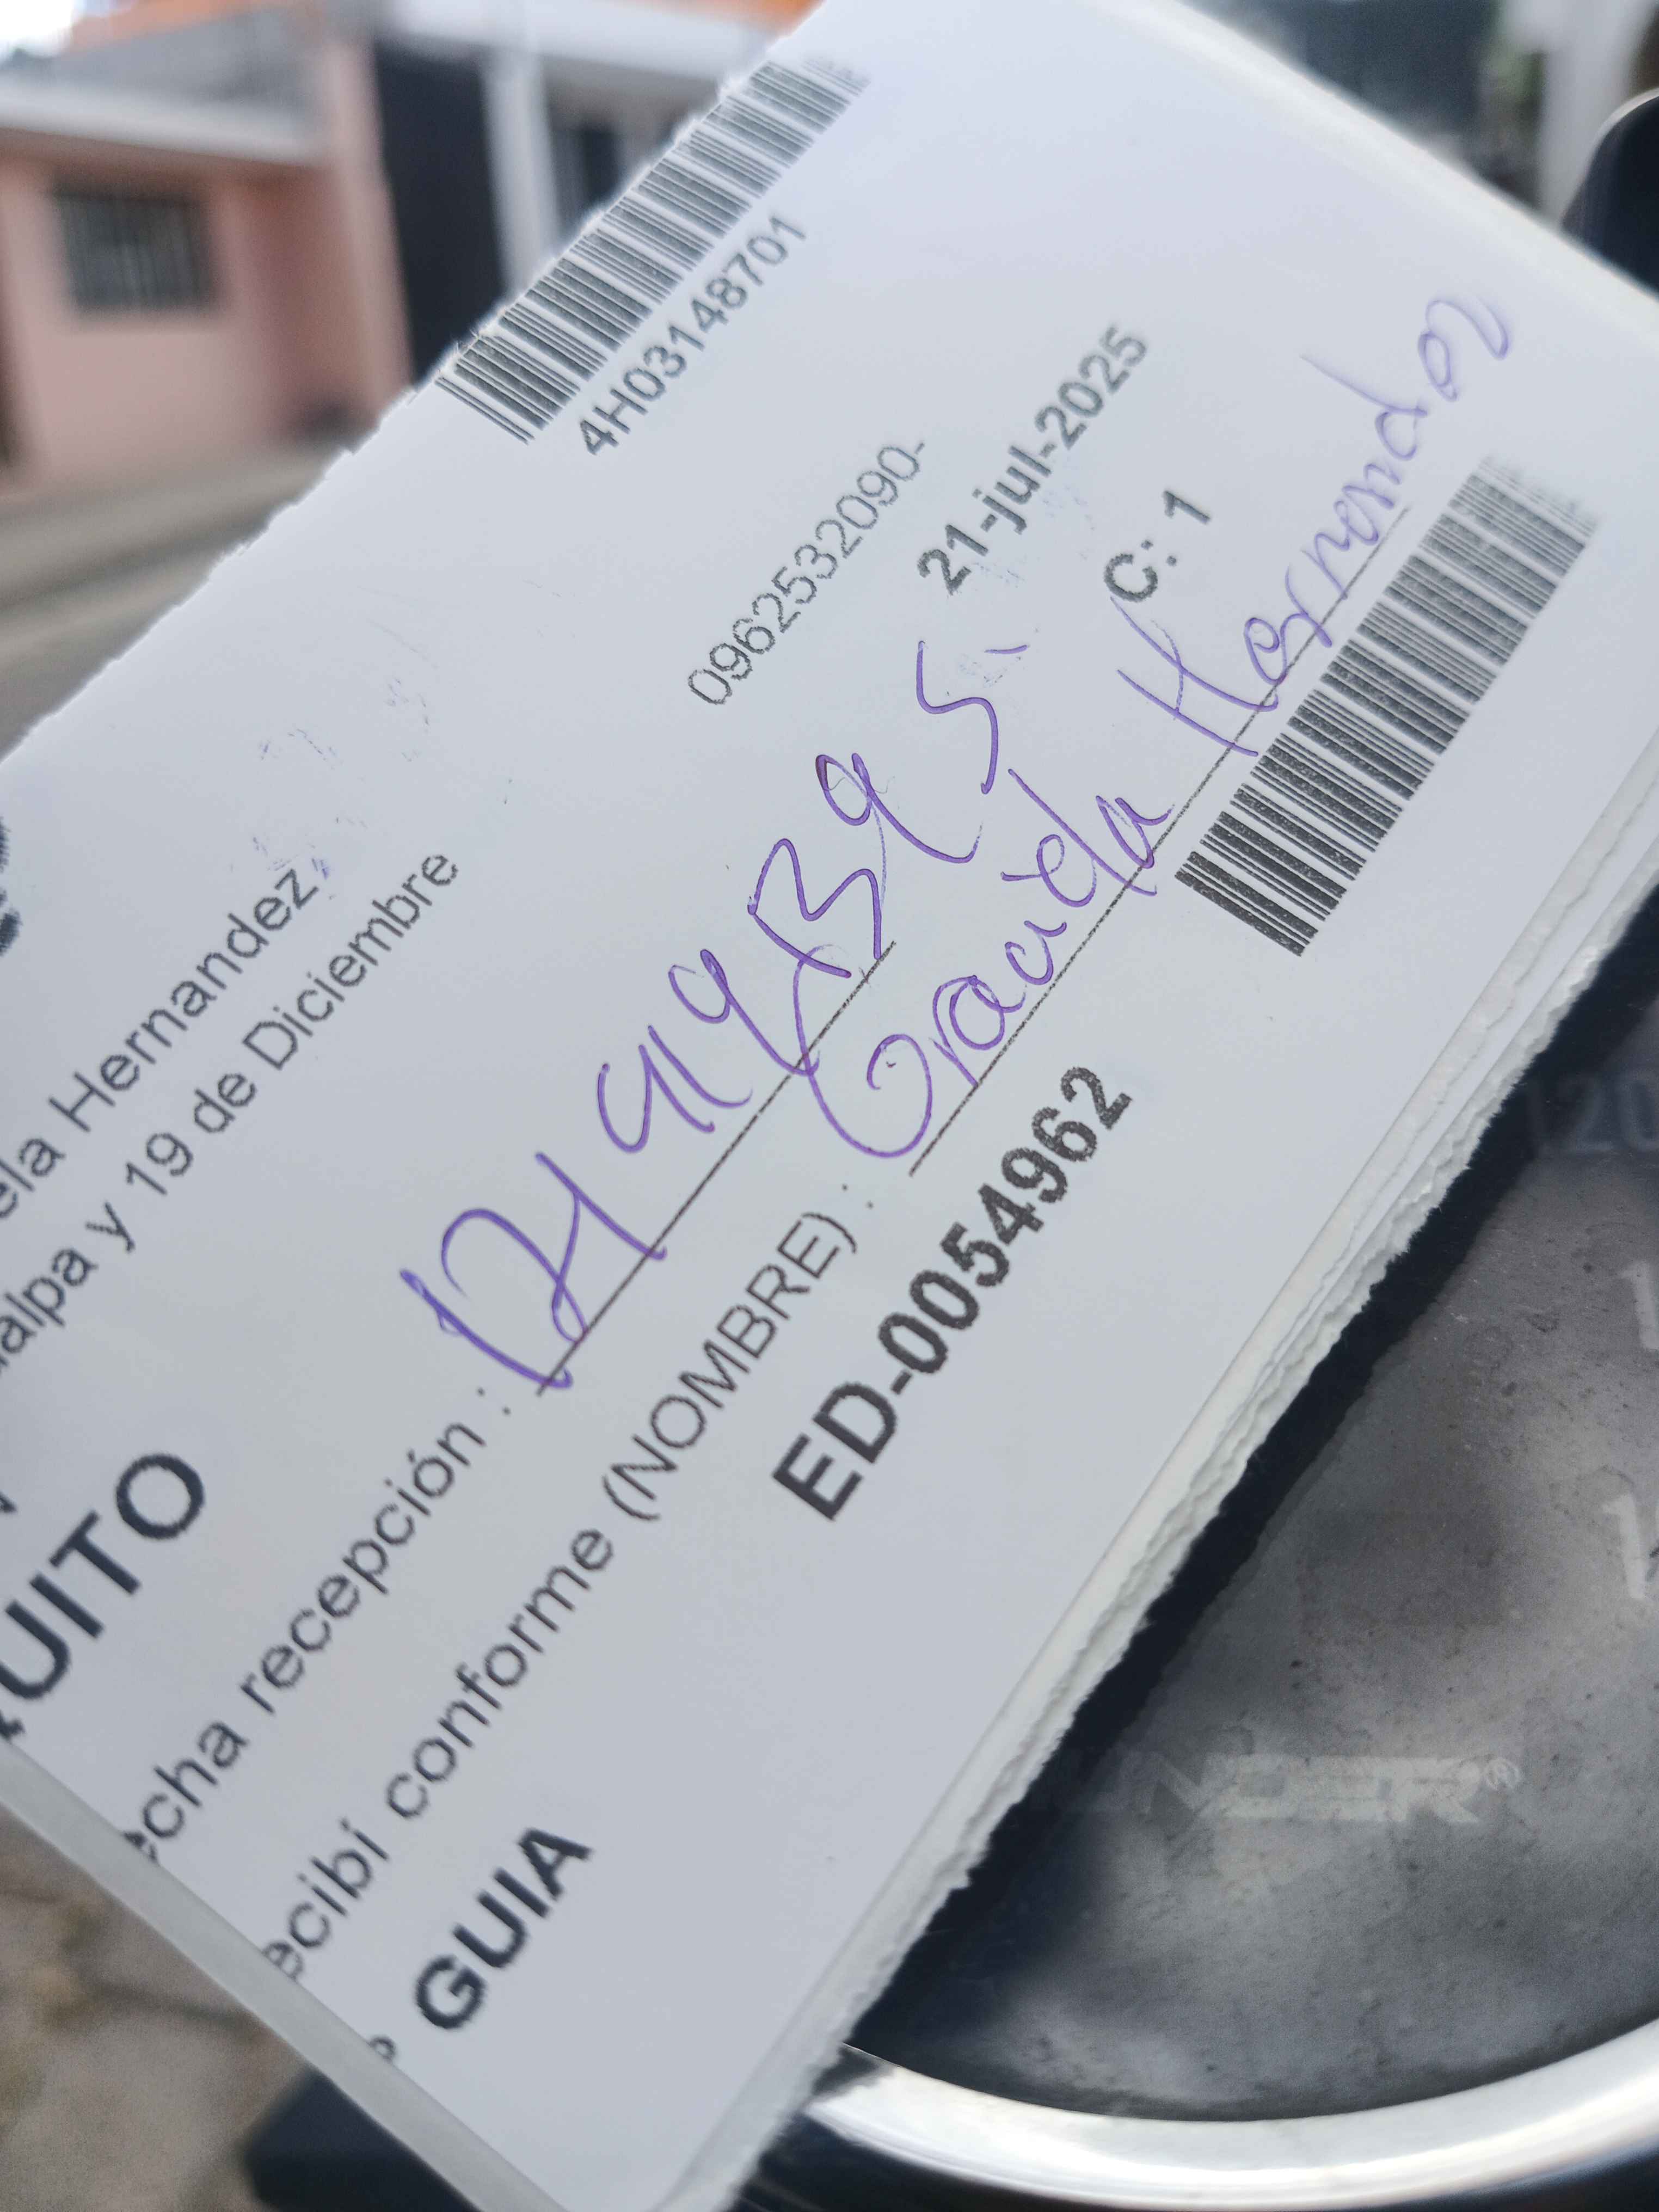 4H03148701
ela Hernandez
alpa y 19 de Diciembre
0962532090-
UITO
21-jul-2025
echa recepción :
C: 1
ecibí conforme (NOMBRE) : Hernandez
GUIA ED-0054962